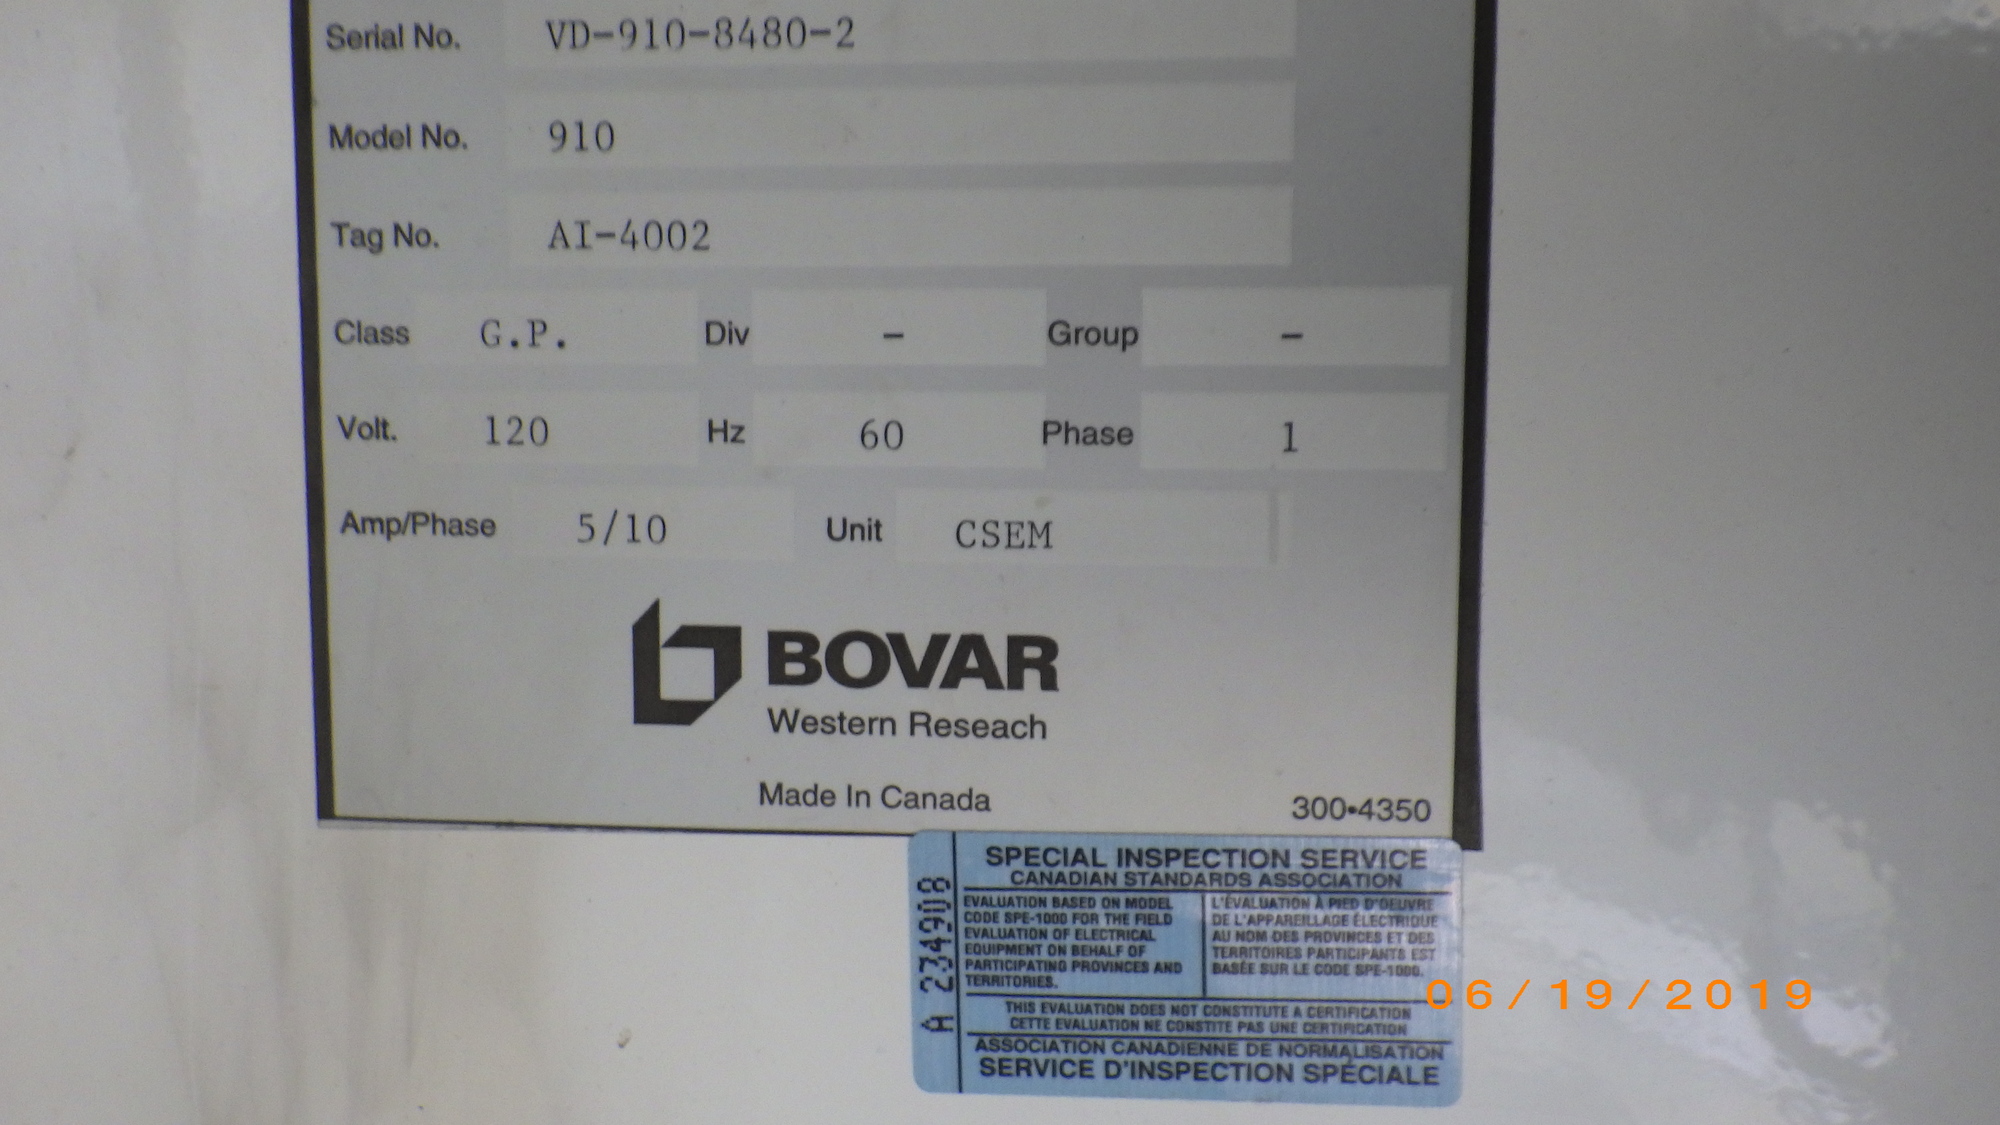 Serial No. VD-910-8480-2
Model No. 910
Tag No. AI-4002
Class G.P. Div - Group -
Volt. 120 Hz 60 Phase 1
Amp/Phase 5/10 Unit CSEM
BOVAR
Western Reseach
Made In Canada 300•4350
A 234908
SPECIAL INSPECTION SERVICE
CANADIAN STANDARDS ASSOCIATION
EVALUATION BASED ON MODEL
CODE SPE-1000 FOR THE FIELD
EVALUATION OF ELECTRICAL
EQUIPMENT ON BEHALF OF
PARTICIPATING PROVINCES AND
TERRITORIES.
L'ÉVALUATION À PIED D'OEUVRE
DE L'APPAREILLAGE ÉLECTRIQUE
AU NOM DES PROVINCES ET DES
TERRITOIRES PARTICIPANTS EST
BASÉE SUR LE CODE SPE-1000.
THIS EVALUATION DOES NOT CONSTITUTE A CERTIFICATION
CETTE EVALUATION NE CONSTITE PAS UNE CERTIFICATION
ASSOCIATION CANADIENNE DE NORMALISATION
SERVICE D'INSPECTION SPÉCIALE
06/19/2019